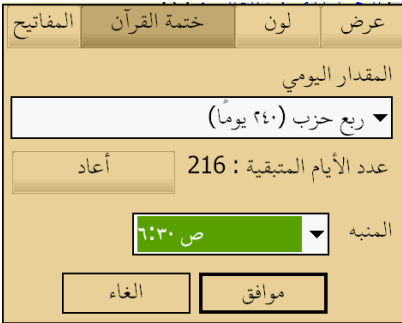 عرض لون ختمة القرآن المفاتيح
المقدار اليومي
ربع حزب (٢٤٠ يومًا)
عدد الأيام المتبقية : 216 أعاد
المنبه ٦:٣٠ ص
موافق الغاء